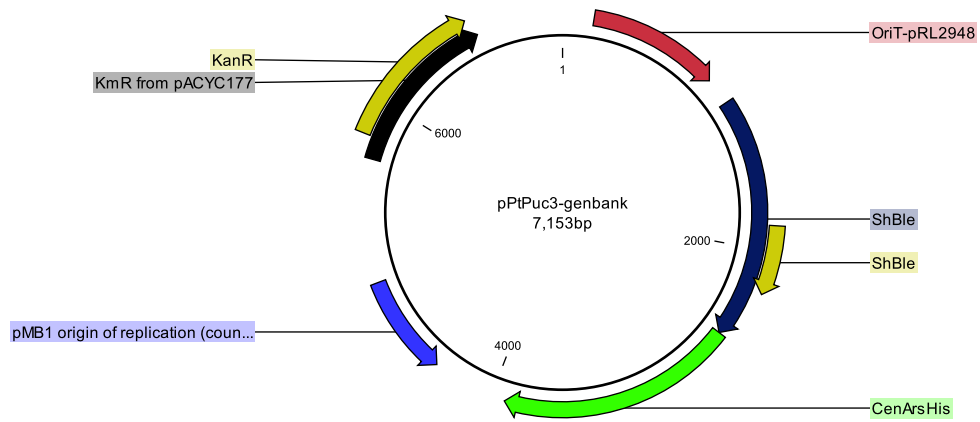 OriT-pRL2948
KanR
KmR from pACYC177
1
6000
pPtPuc3-genbank
7,153bp
ShBle
2000
ShBle
pMB1 origin of replication (coun...
4000
CenArsHis